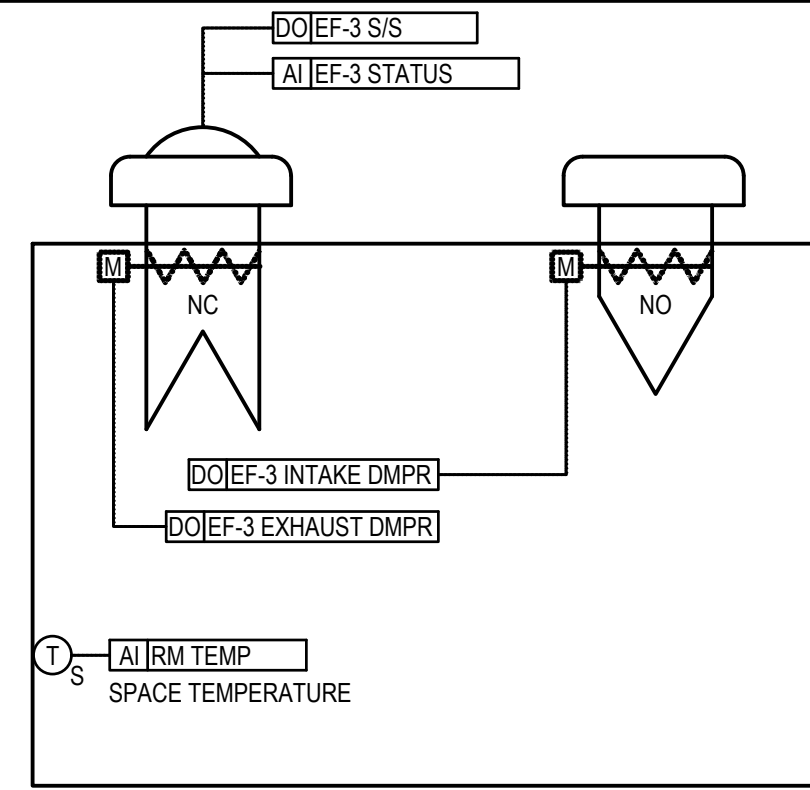 DO EF-3 S/S
AI EF-3 STATUS
M
M
NC
NO
DO EF-3 INTAKE DMPR
DO EF-3 EXHAUST DMPR
T
S
AI RM TEMP
SPACE TEMPERATURE